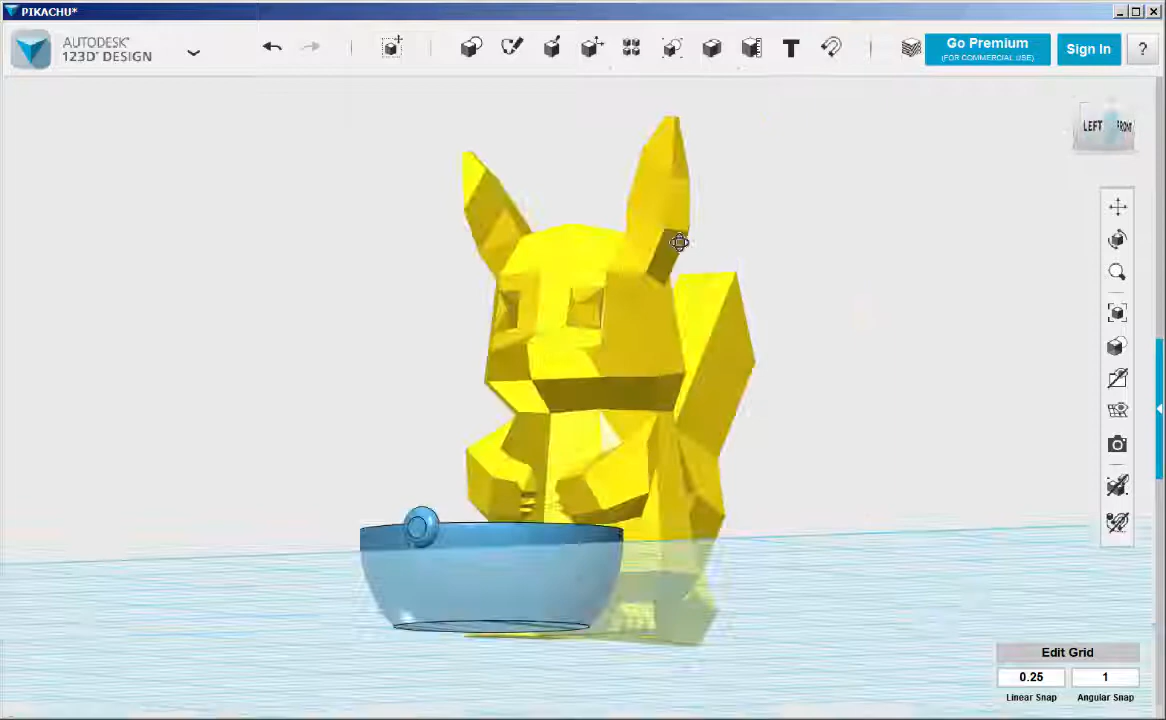 PIKACHU*
AUTODESK®
123D® DESIGN
Go Premium
(FOR COMMERCIAL USE)
Sign In
?
T
LEFT
FRONT
Edit Grid
0.25
1
Linear Snap
Angular Snap